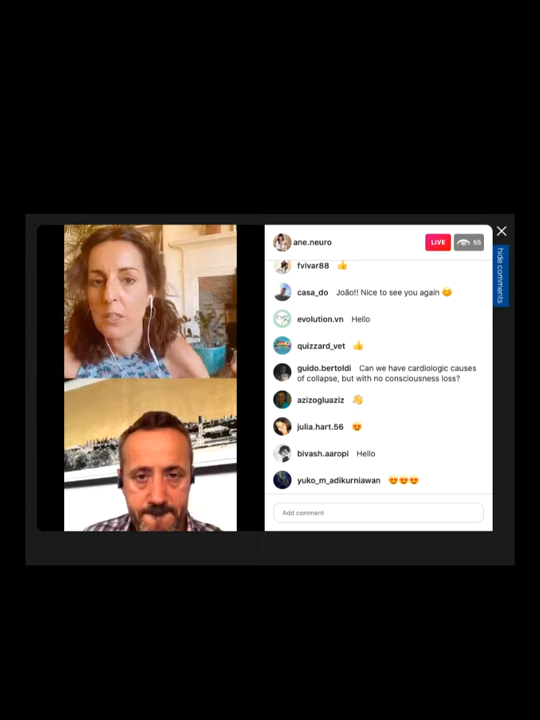 ane.neuro
LIVE
55
hide comments
fvivar88 👍
casa_do João!! Nice to see you again 😊
evolution.vn Hello
quizzard_vet 👍
guido.bertoldi Can we have cardiologic causes
of collapse, but with no consciousness loss?
azizogluaziz 👋
julia.hart.56 😍
bivash.aaropi Hello
yuko_m_adikurniawan 😍😍😍
Add comment